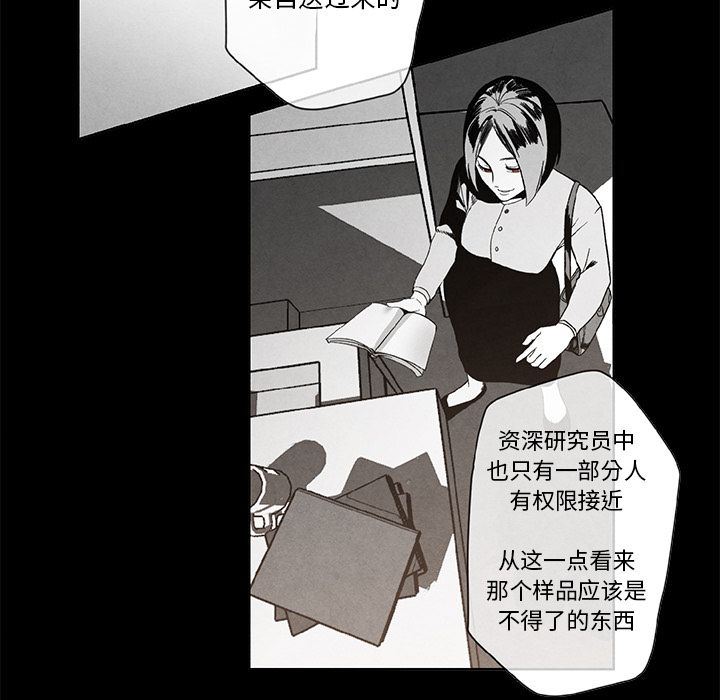 资深研究员中
也只有一部分人
有权限接近
从这一点看来
那个样品应该是
不得了的东西